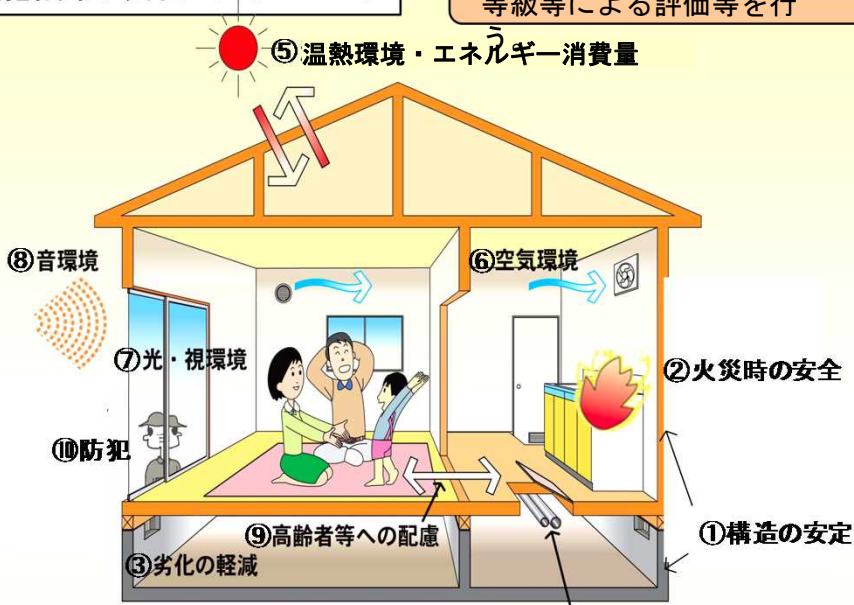 等級等による評価等を行
う。
⑤温熱環境・エネルギー消費量
⑧音環境
⑥空気環境
⑦光・視環境
②火災時の安全
⑩防犯
⑨高齢者等への配慮
①構造の安定
③劣化の軽減